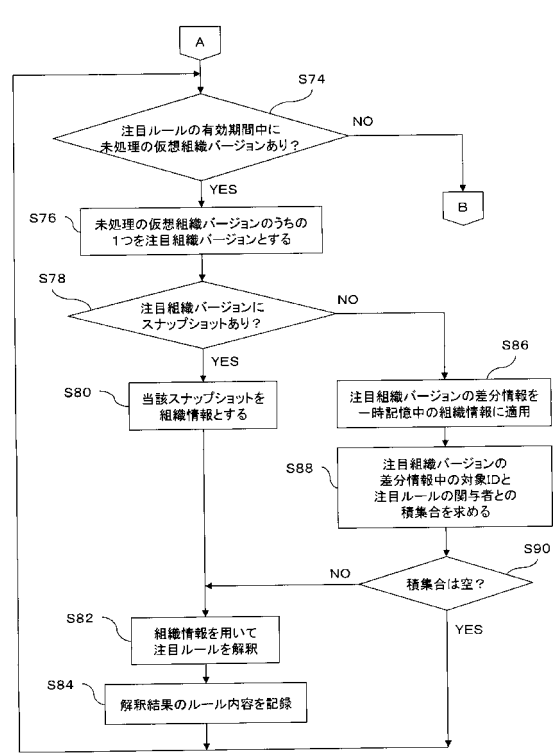 A
S74
注目ルールの有効期間中に
未処理の仮想組織バージョンあり？
NO
YES
B
S76
未処理の仮想組織バージョンのうちの
1つを注目組織バージョンとする
S78
注目組織バージョンに
スナップショットあり？
NO
YES
S80
当該スナップショットを
組織情報とする
S86
注目組織バージョンの差分情報を
一時記憶中の組織情報に適用
S88
注目組織バージョンの
差分情報中の対象IDと
注目ルールの関与者との
積集合を求める
S90
積集合は空？
NO
YES
S82
組織情報を用いて
注目ルールを解釈
S84
解釈結果のルール内容を記録